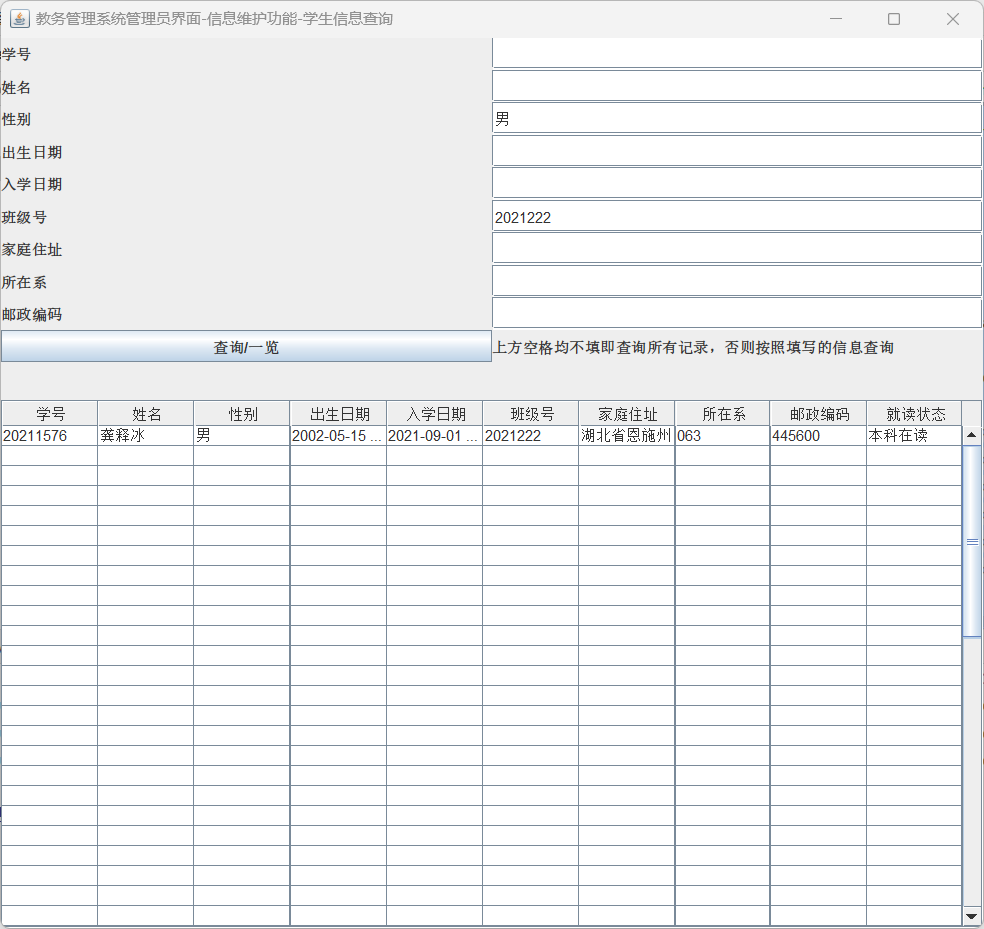 教务管理系统管理员界面-信息维护功能-学生信息查询
学号
姓名
性别 男
出生日期
入学日期
班级号 2021222
家庭住址
所在系
邮政编码
查询/一览 上方空格均不填即查询所有记录，否则按照填写的信息查询
学号 姓名 性别 出生日期 入学日期 班级号 家庭住址 所在系 邮政编码 就读状态
20211576 龚释冰 男 2002-05-15 ... 2021-09-01 ... 2021222 湖北省恩施州 063 445600 本科在读